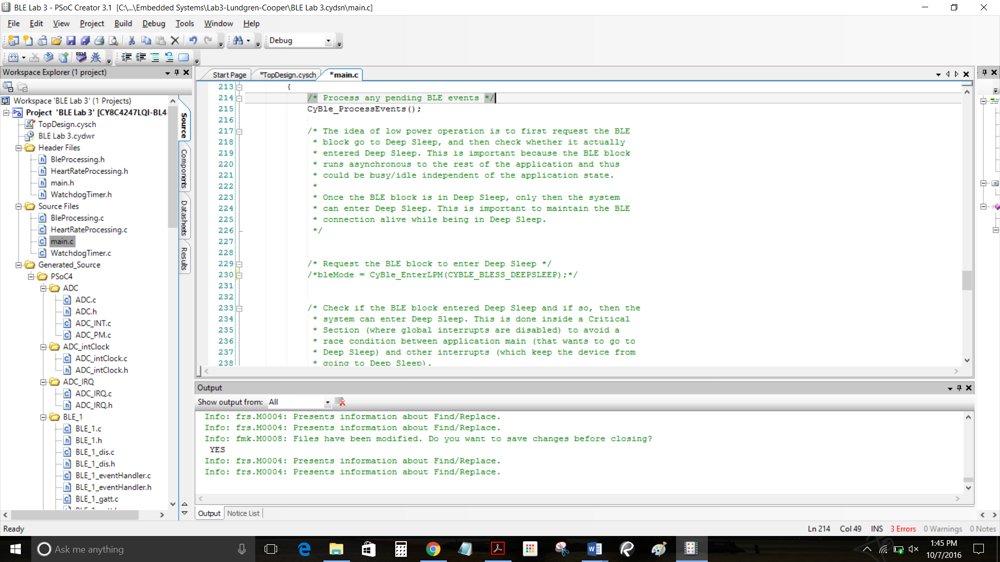 BLE Lab 3 - PSoC Creator 3.1  [C:\...\Embedded Systems\Lab3-Lundgren-Cooper\BLE Lab 3.cydsn\main.c]
File Edit View Project Build Debug Tools Window Help
Debug
Workspace Explorer (1 project)
Workspace 'BLE Lab 3' (1 Projects)
Project 'BLE Lab 3' [CY8C4247LQI-BL4
TopDesign.cysch
BLE Lab 3.cydwr
Header Files
BleProcessing.h
HeartRateProcessing.h
main.h
WatchdogTimer.h
Source Files
BleProcessing.c
HeartRateProcessing.c
main.c
WatchdogTimer.c
Generated_Source
PSoC4
ADC
ADC.c
ADC.h
ADC_INT.c
ADC_PM.c
ADC_intClock
ADC_intClock.c
ADC_intClock.h
ADC_IRQ
ADC_IRQ.c
ADC_IRQ.h
BLE_1
BLE_1.c
BLE_1.h
BLE_1_dis.c
BLE_1_dis.h
BLE_1_eventHandler.c
BLE_1_eventHandler.h
BLE_1_gatt.c
Source
Components
Datasheets
Results
Start Page *TopDesign.cysch *main.c
213 {
214 /* Process any pending BLE events */
215 CyBle_ProcessEvents();
216
217 /* The idea of low power operation is to first request the BLE
218 * block go to Deep Sleep, and then check whether it actually
219 * entered Deep Sleep. This is important because the BLE block
220 * runs asynchronous to the rest of the application and thus
221 * could be busy/idle independent of the application state.
222 *
223 * Once the BLE block is in Deep Sleep, only then the system
224 * can enter Deep Sleep. This is important to maintain the BLE
225 * connection alive while being in Deep Sleep.
226 */
227
228
229 /* Request the BLE block to enter Deep Sleep */
230 /*bleMode = CyBle_EnterLPM(CYBLE_BLESS_DEEPSLEEP);*/
231
232
233 /* Check if the BLE block entered Deep Sleep and if so, then the
234 * system can enter Deep Sleep. This is done inside a Critical
235 * Section (where global interrupts are disabled) to avoid a
236 * race condition between application main (that wants to go to
237 * Deep Sleep) and other interrupts (which keep the device from
238 * going to Deep Sleep).
Output
Show output from: All
Info: frs.M0004: Presents information about Find/Replace.
Info: frs.M0004: Presents information about Find/Replace.
Info: fmk.M0008: Files have been modified. Do you want to save changes before closing?
YES
Info: frs.M0004: Presents information about Find/Replace.
Info: frs.M0004: Presents information about Find/Replace.
Output Notice List
Ready Ln 214 Col 49 INS 3 Errors 0 Warnings 0 Notes
Ask me anything
1:45 PM
10/7/2016